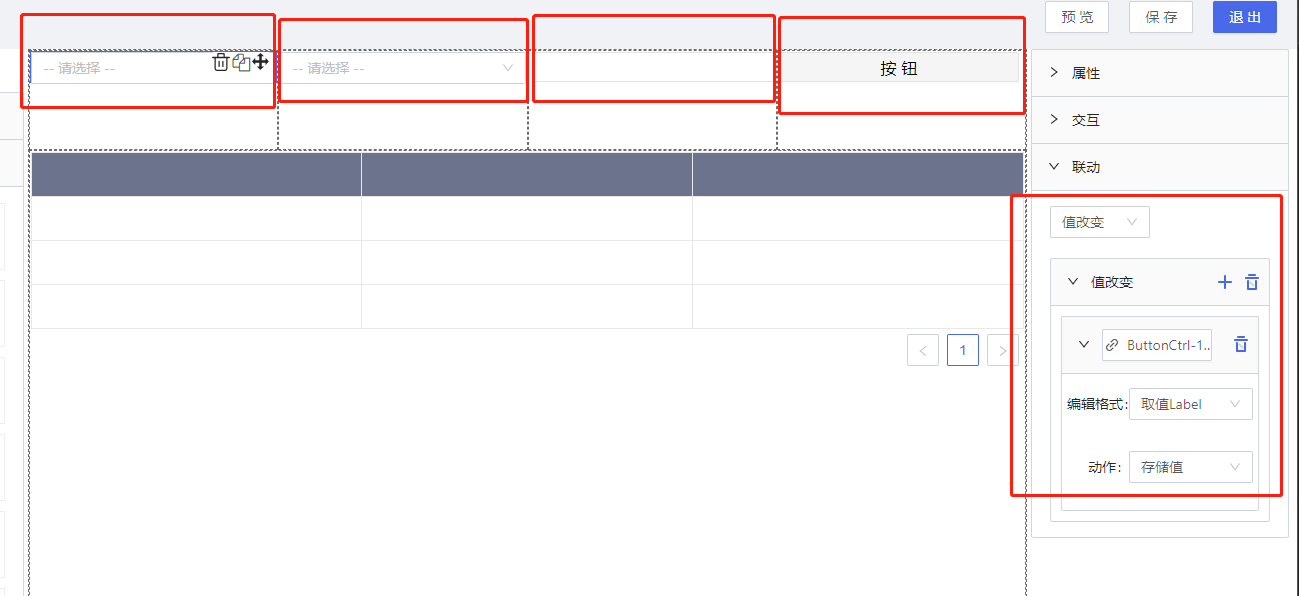 预 览
保 存
退 出
-- 请选择 --
-- 请选择 --
按 钮
属性
交互
联动
值改变
值改变
ButtonCtrl-1..
编辑格式:
取值Label
动作:
存储值
1